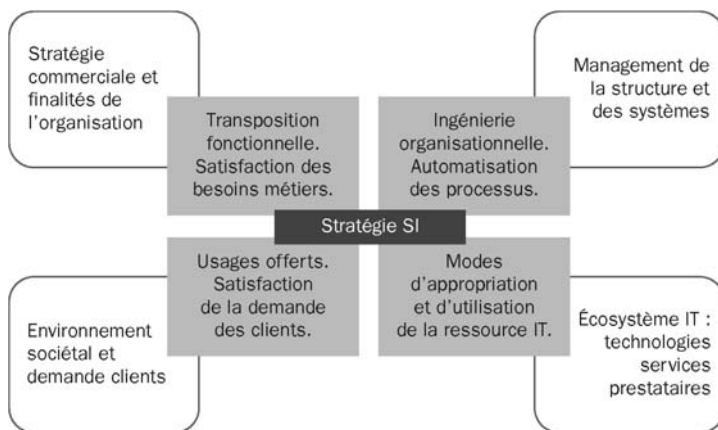 Stratégie
commerciale et
finalités de
l'organisation
Transposition
fonctionnelle.
Satisfaction des
besoins métiers.
Ingénierie
organisationnelle.
Automatisation
des processus.
Management de
la structure et
des systèmes
Stratégie SI
Environnement
sociétal et
demande clients
Usages offerts.
Satisfaction
de la demande
des clients.
Modes
d'appropriation
et d'utilisation
de la ressource IT.
Écosystème IT :
technologies
services
prestataires